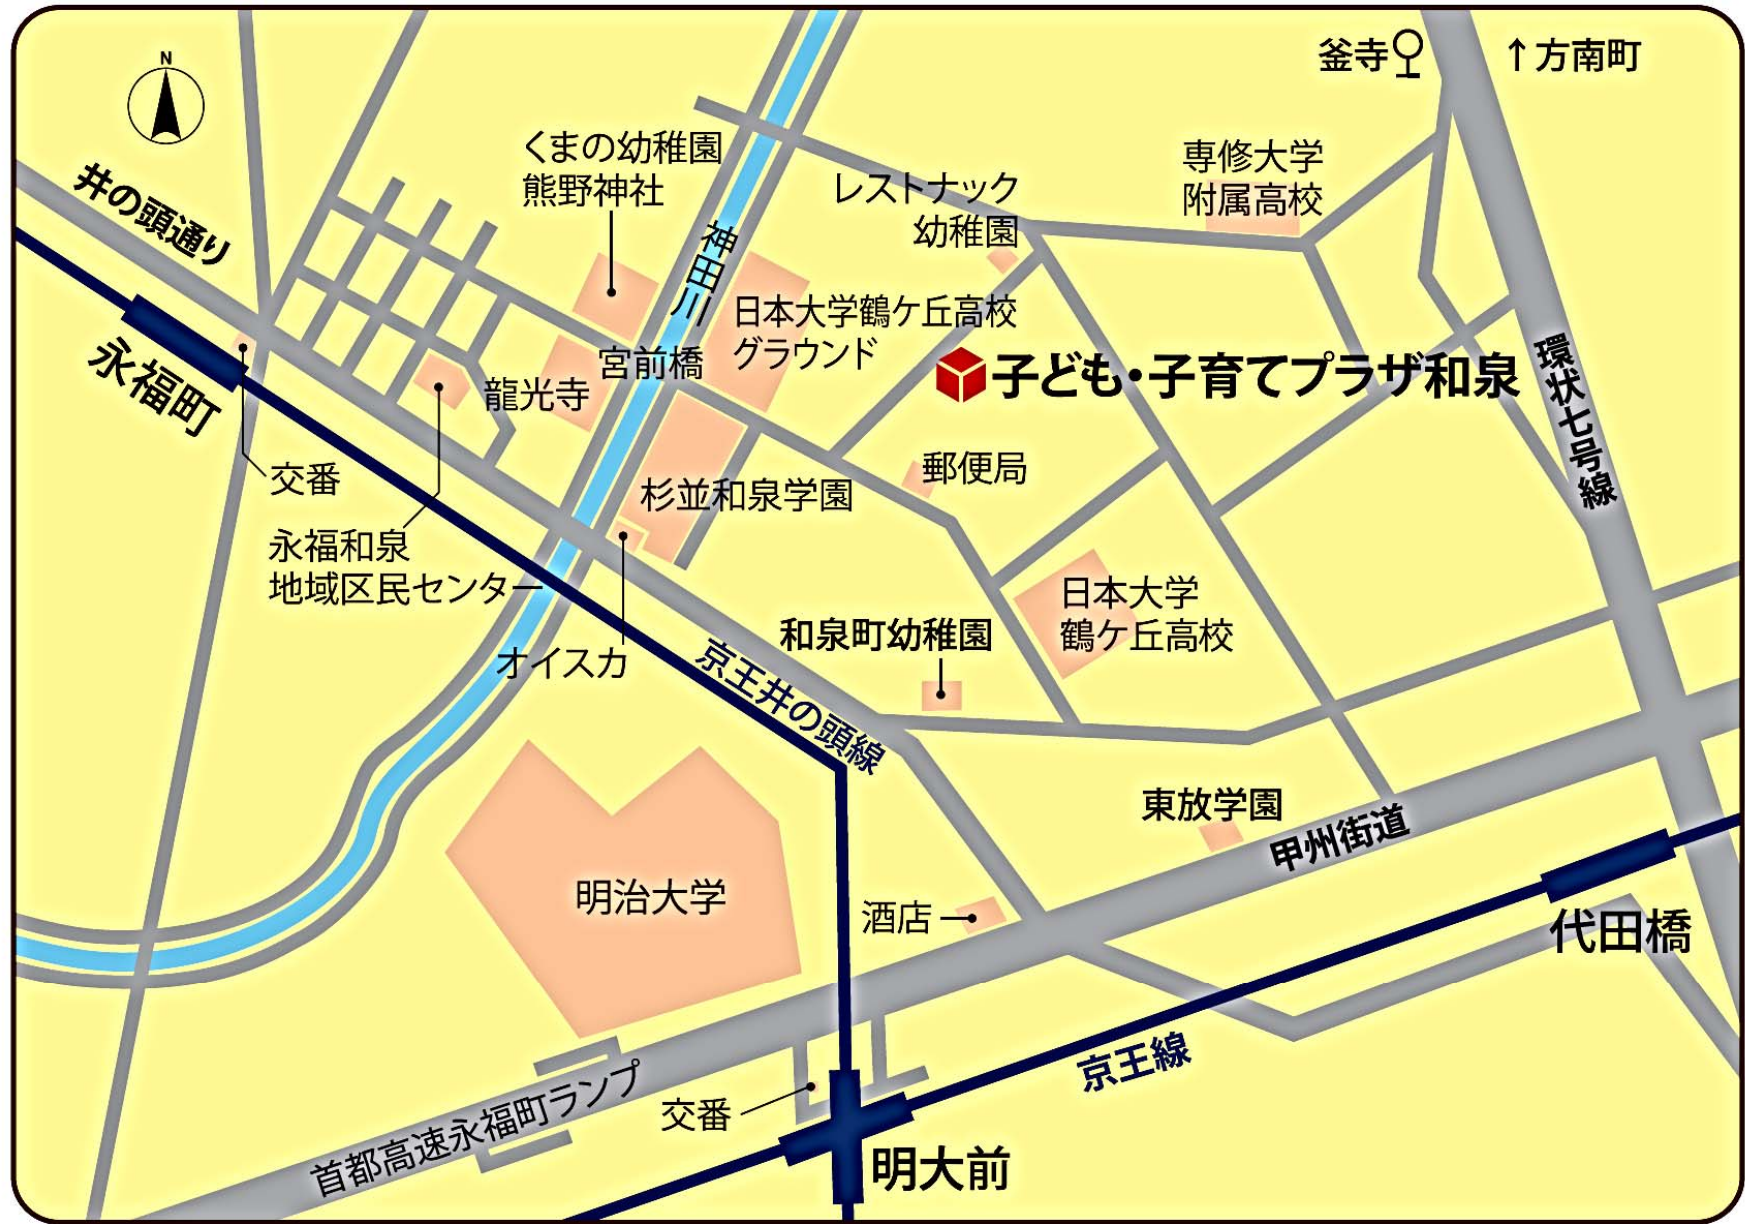 N
釜寺
↑方南町
くまの幼稚園
熊野神社
専修大学
附属高校
レストナック
幼稚園
井の頭通り
神田川
日本大学鶴ケ丘高校
グラウンド
宮前橋
永福町
龍光寺
子ども・子育てプラザ和泉
環状七号線
交番
郵便局
杉並和泉学園
永福和泉
地域区民センター
日本大学
鶴ケ丘高校
和泉町幼稚園
オイスカ
京王井の頭線
東放学園
甲州街道
明治大学
酒店
代田橋
京王線
首都高速永福町ランプ
交番
明大前